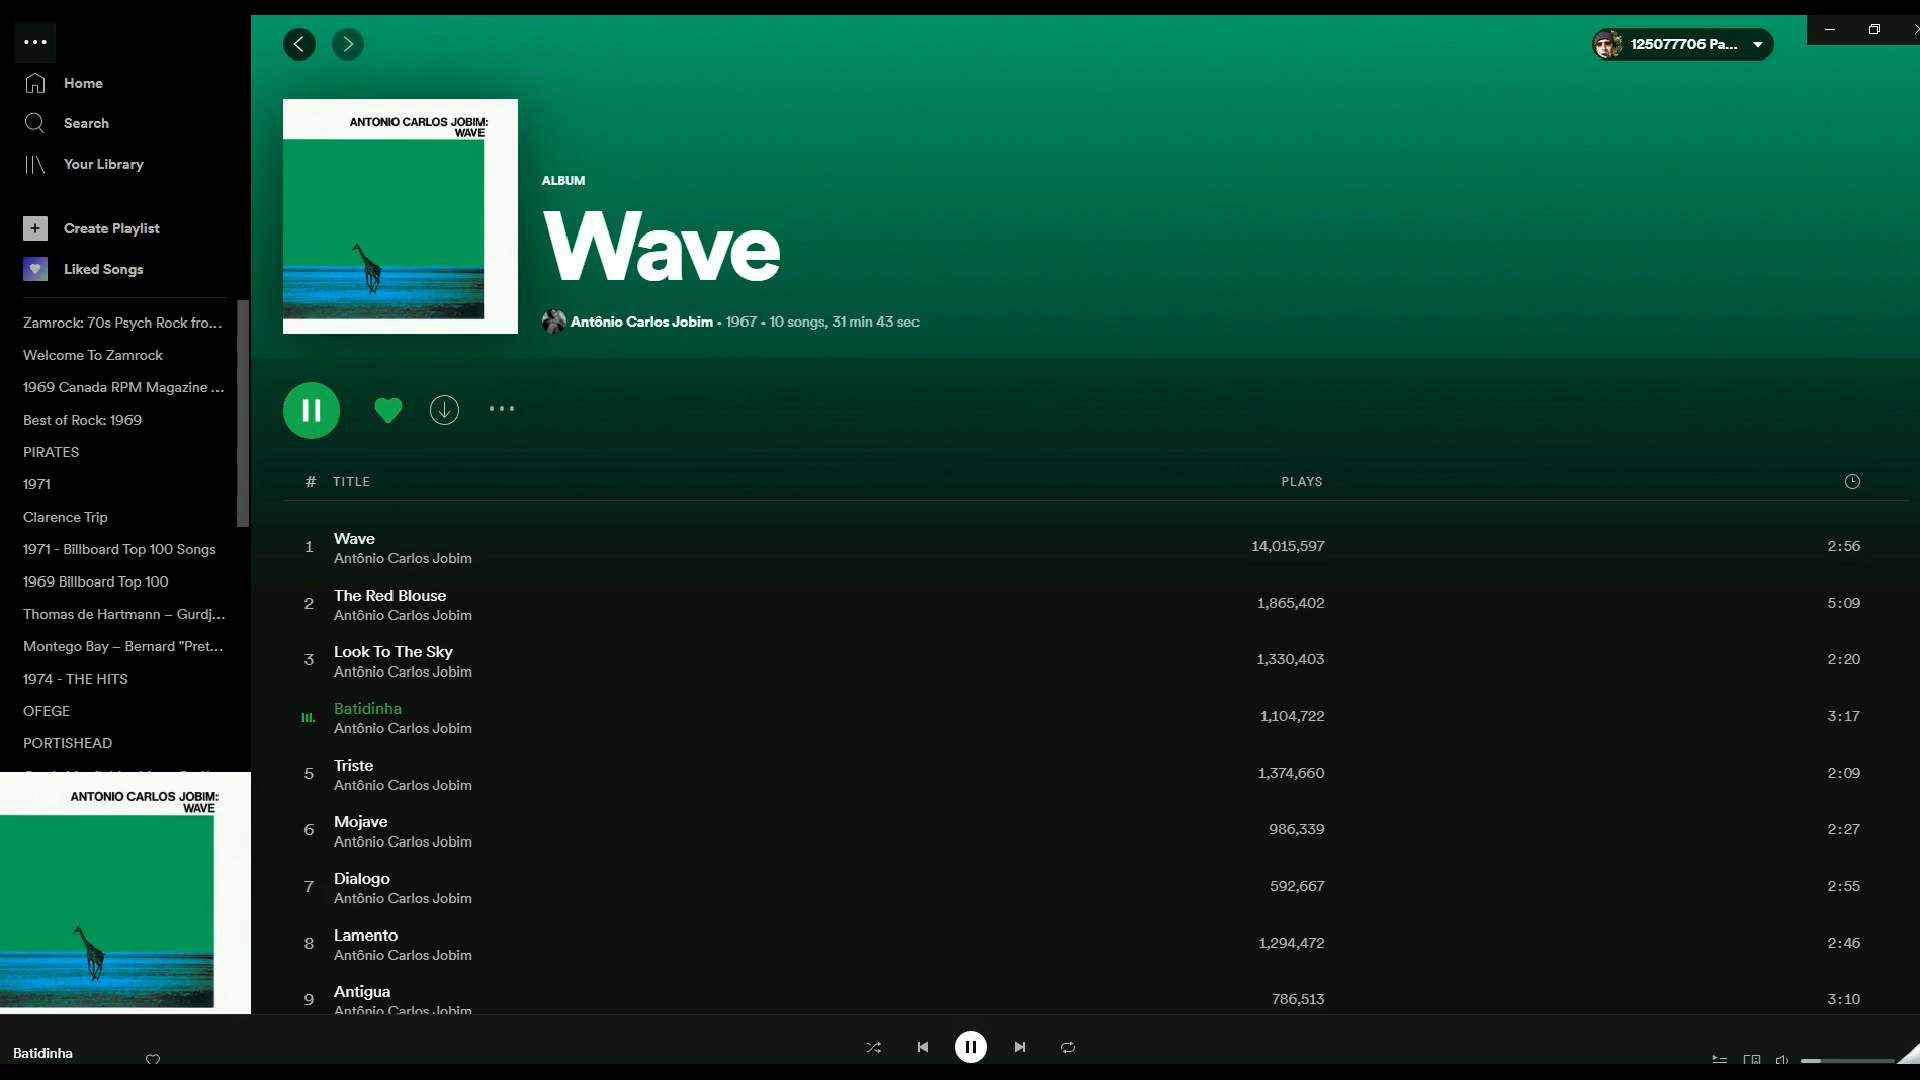 Home
Search
Your Library
Create Playlist
Liked Songs
Zamrock: 70s Psych Rock fro...
Welcome To Zamrock
1969 Canada RPM Magazine ...
Best of Rock: 1969
PIRATES
1971
Clarence Trip
1971 - Billboard Top 100 Songs
1969 Billboard Top 100
Thomas de Hartmann – Gurdj...
Montego Bay – Bernard "Pret...
1974 - THE HITS
OFEGE
PORTISHEAD
ANTONIO CARLOS JOBIM:
WAVE
Batidinha
125077706 Pa...
ANTONIO CARLOS JOBIM:
WAVE
ALBUM
Wave
Antônio Carlos Jobim • 1967 • 10 songs, 31 min 43 sec
# TITLE PLAYS
1 Wave 14,015,597 2:56
Antônio Carlos Jobim
2 The Red Blouse 1,865,402 5:09
Antônio Carlos Jobim
3 Look To The Sky 1,330,403 2:20
Antônio Carlos Jobim
Batidinha 1,104,722 3:17
Antônio Carlos Jobim
5 Triste 1,374,660 2:09
Antônio Carlos Jobim
6 Mojave 986,339 2:27
Antônio Carlos Jobim
7 Dialogo 592,667 2:55
Antônio Carlos Jobim
8 Lamento 1,294,472 2:46
Antônio Carlos Jobim
9 Antigua 786,513 3:10
Antônio Carlos Jobim